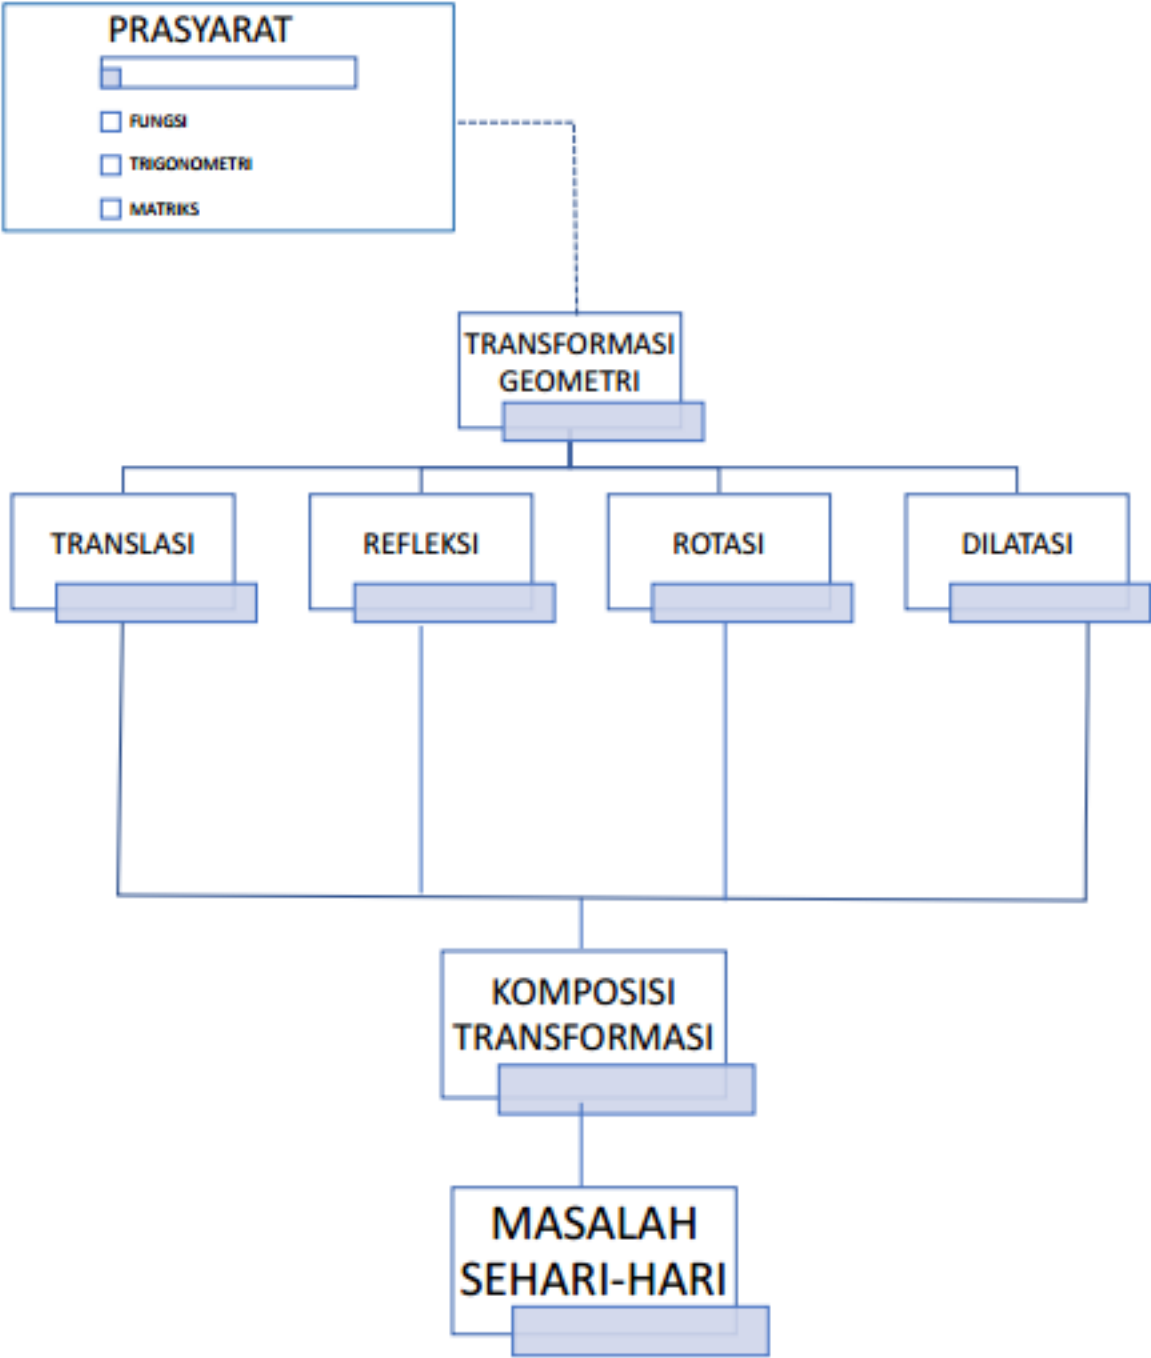 PRASYARAT
FUNGSI
TRIGONOMETRI
MATRIKS
TRANSFORMASI
GEOMETRI
TRANSLASI
REFLEKSI
ROTASI
DILATASI
KOMPOSISI
TRANSFORMASI
MASALAH
SEHARI-HARI